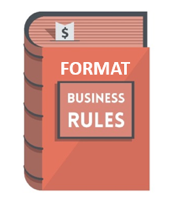 $
FORMAT
BUSINESS
RULES